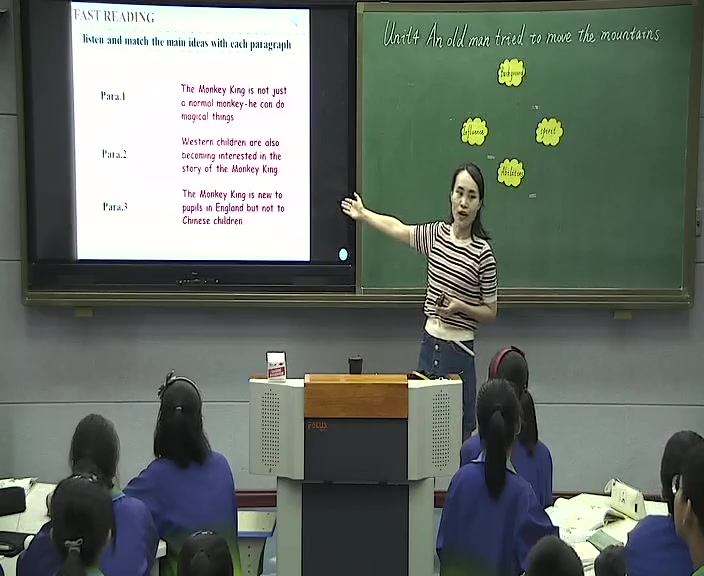 FAST READING
listen and match the main ideas with each paragraph
Para.1
The Monkey King is not just
a normal monkey-he can do
magical things
Para.2
Western children are also
becoming interested in the
story of the Monkey King
Para.3
The Monkey King is new to
pupils in England but not to
Chinese children
Unit4 An old man tried to move the mountains
Background
Influence
spirit
Abilities
FOCUS